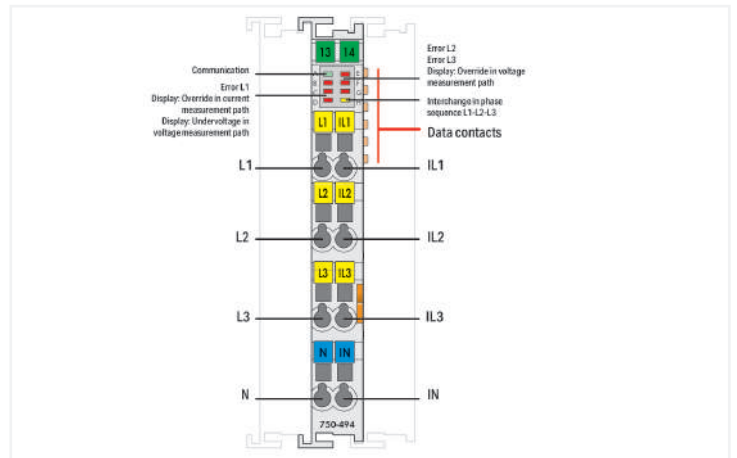 13 14
Communication
Error L1
Display: Override in current
measurement path
Display: Undervoltage in
voltage measurement path
A
B
C
D
E
F
G
H
Error L2
Error L3
Display: Override in voltage
measurement path
Interchange in phase
sequence L1-L2-L3
Data contacts
L1 IL1
L1 IL1
L2 IL2
L2 IL2
L3 IL3
L3 IL3
N IN
N IN
750-494